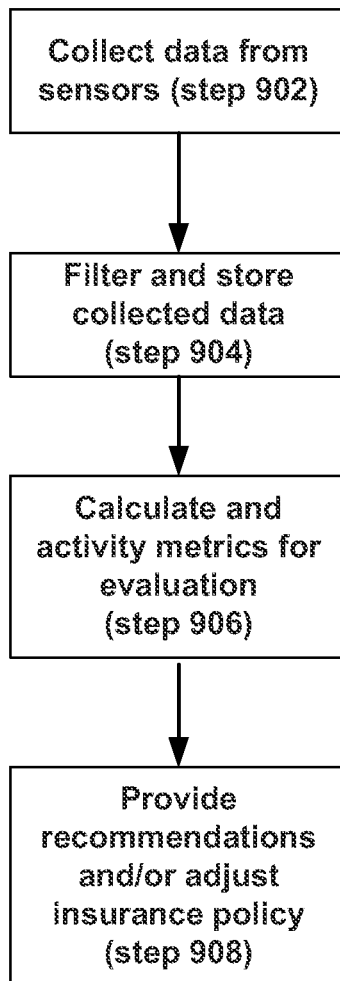 Collect data from
sensors (step 902)
Filter and store
collected data
(step 904)
Calculate and
activity metrics for
evaluation
(step 906)
Provide
recommendations
and/or adjust
insurance policy
(step 908)